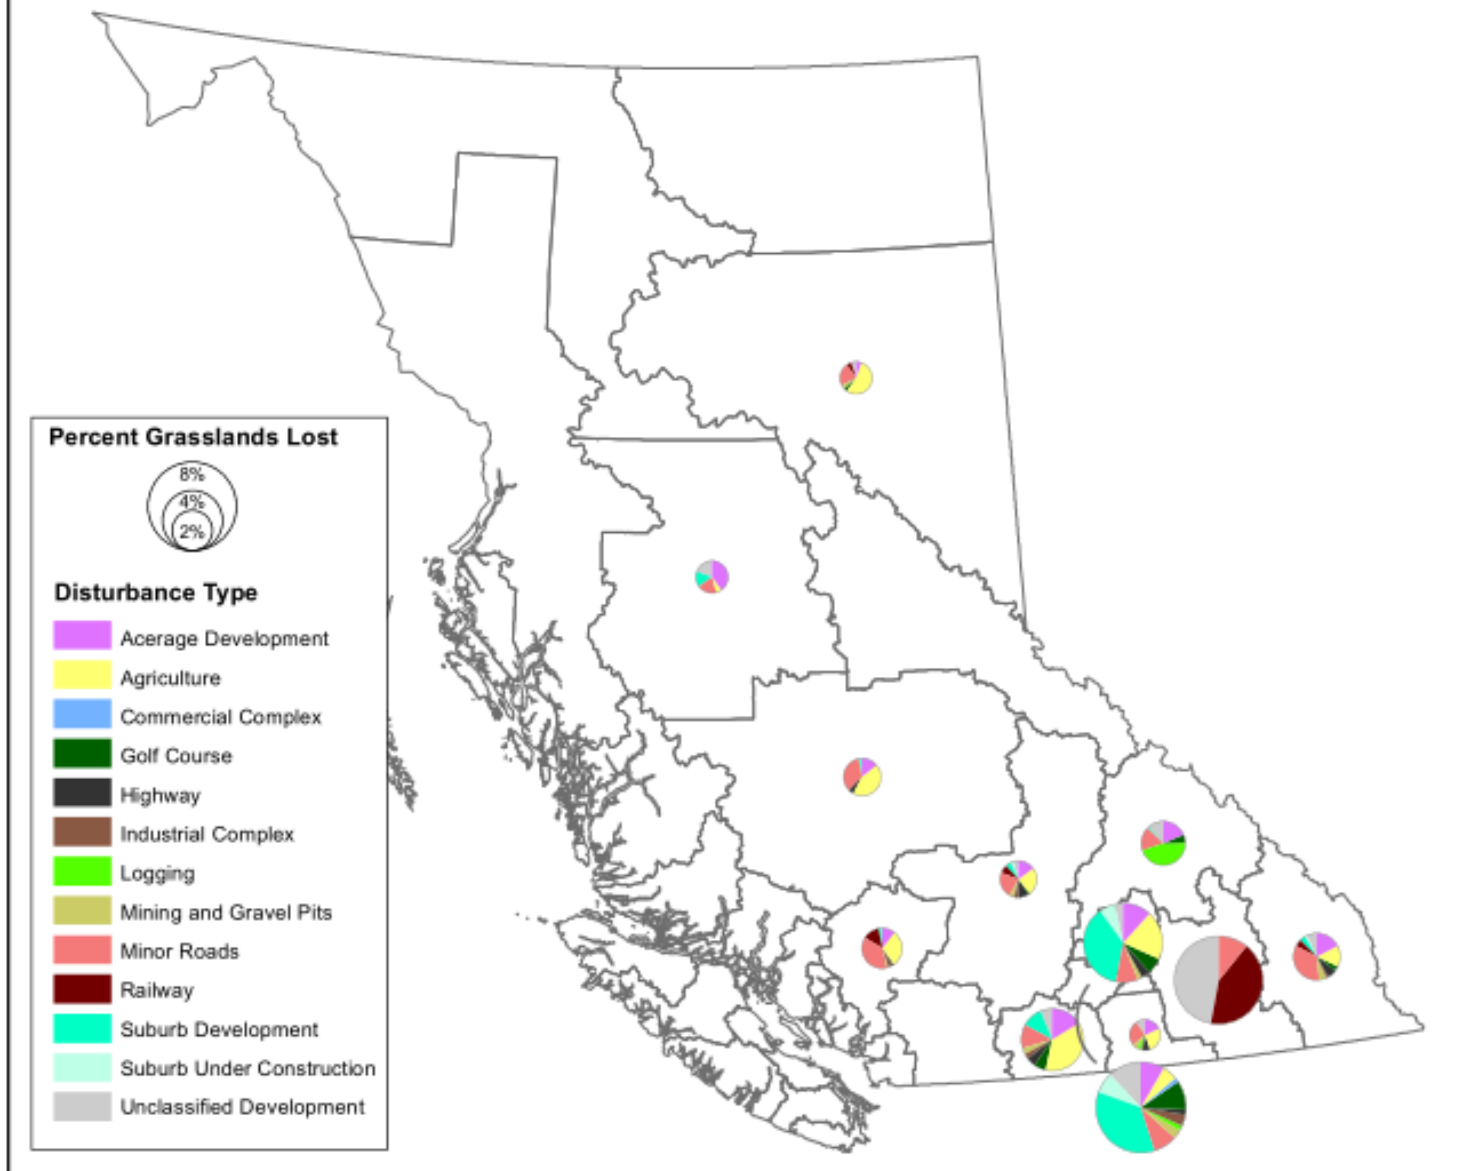 Percent Grasslands Lost
8%
4%
2%
Disturbance Type
Acerage Development
Agriculture
Commercial Complex
Golf Course
Highway
Industrial Complex
Logging
Mining and Gravel Pits
Minor Roads
Railway
Suburb Development
Suburb Under Construction
Unclassified Development